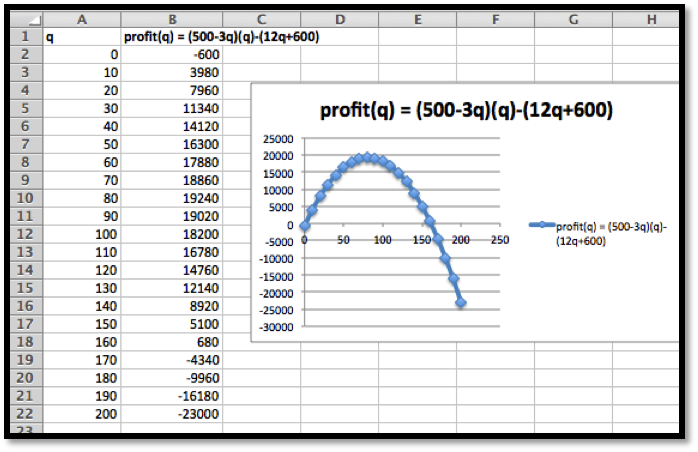 A B C D E F G H
1 q profit(q) = (500-3q)(q)-(12q+600)
2 0 -600
3 10 3980
4 20 7960
5 30 11340
6 40 14120
7 50 16300
8 60 17880
9 70 18860
10 80 19240
11 90 19020
12 100 18200
13 110 16780
14 120 14760
15 130 12140
16 140 8920
17 150 5100
18 160 680
19 170 -4340
20 180 -9960
21 190 -16180
22 200 -23000
23
profit(q) = (500-3q)(q)-(12q+600)
25000
20000
15000
10000
5000
0
-5000
-10000
-15000
-20000
-25000
-30000
0 50 100 150 200 250
profit(q) = (500-3q)(q)-
(12q+600)